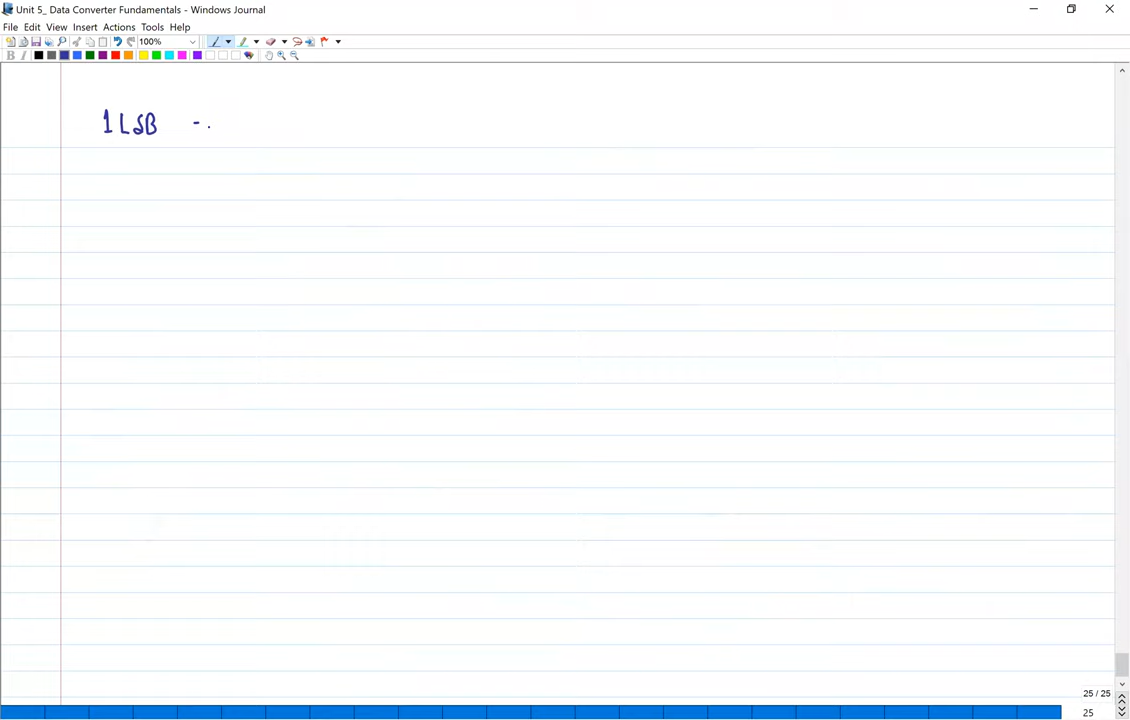 Unit 5_ Data Converter Fundamentals - Windows Journal
File Edit View Insert Actions Tools Help
100%
B I
1 LSB -
25 / 25
25